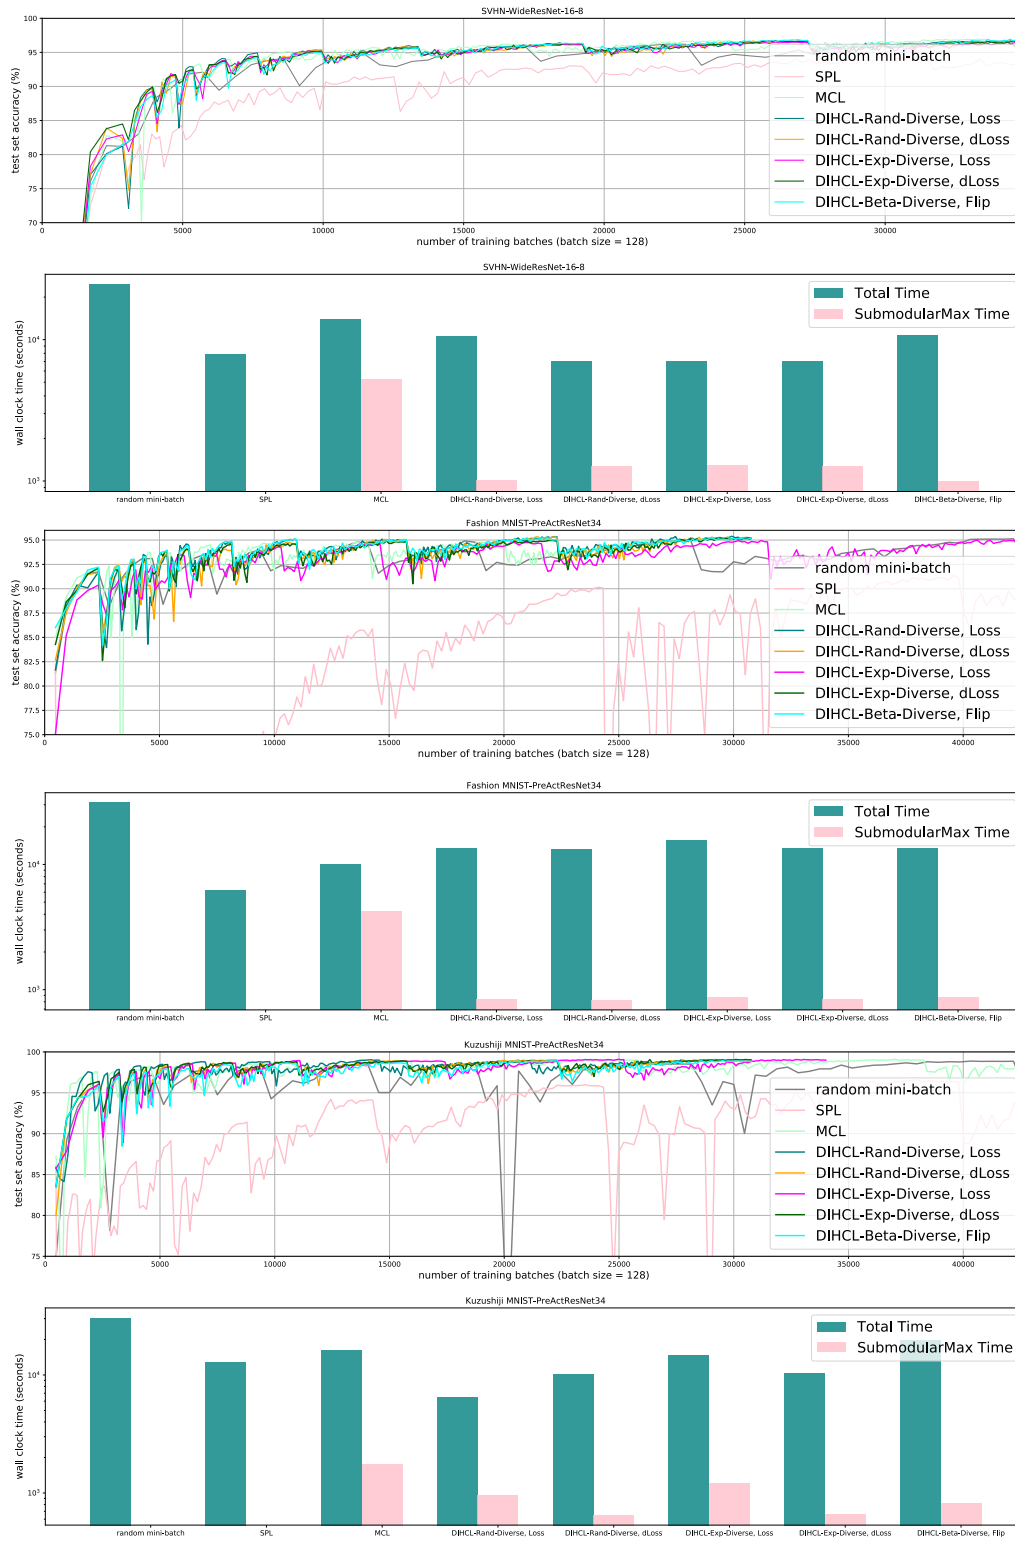 SVHN-WideResNet-16-8
test set accuracy (%)
100
95
90
85
80
75
70
0 5000 10000 15000 20000 25000 30000
number of training batches (batch size = 128)
random mini-batch
SPL
MCL
DIHCL-Rand-Diverse, Loss
DIHCL-Rand-Diverse, dLoss
DIHCL-Exp-Diverse, Loss
DIHCL-Exp-Diverse, dLoss
DIHCL-Beta-Diverse, Flip
SVHN-WideResNet-16-8
wall clock time (seconds)
10^4
10^3
Total Time
SubmodularMax Time
random mini-batch SPL MCL DIHCL-Rand-Diverse, Loss DIHCL-Rand-Diverse, dLoss DIHCL-Exp-Diverse, Loss DIHCL-Exp-Diverse, dLoss DIHCL-Beta-Diverse, Flip
Fashion MNIST-PreActResNet34
test set accuracy (%)
95.0
92.5
90.0
87.5
85.0
82.5
80.0
77.5
75.0
0 5000 10000 15000 20000 25000 30000 35000 40000
number of training batches (batch size = 128)
random mini-batch
SPL
MCL
DIHCL-Rand-Diverse, Loss
DIHCL-Rand-Diverse, dLoss
DIHCL-Exp-Diverse, Loss
DIHCL-Exp-Diverse, dLoss
DIHCL-Beta-Diverse, Flip
Fashion MNIST-PreActResNet34
wall clock time (seconds)
10^4
10^3
Total Time
SubmodularMax Time
random mini-batch SPL MCL DIHCL-Rand-Diverse, Loss DIHCL-Rand-Diverse, dLoss DIHCL-Exp-Diverse, Loss DIHCL-Exp-Diverse, dLoss DIHCL-Beta-Diverse, Flip
Kuzushiji MNIST-PreActResNet34
test set accuracy (%)
100
95
90
85
80
75
0 5000 10000 15000 20000 25000 30000 35000 40000
number of training batches (batch size = 128)
random mini-batch
SPL
MCL
DIHCL-Rand-Diverse, Loss
DIHCL-Rand-Diverse, dLoss
DIHCL-Exp-Diverse, Loss
DIHCL-Exp-Diverse, dLoss
DIHCL-Beta-Diverse, Flip
Kuzushiji MNIST-PreActResNet34
wall clock time (seconds)
10^4
10^3
Total Time
SubmodularMax Time
random mini-batch SPL MCL DIHCL-Rand-Diverse, Loss DIHCL-Rand-Diverse, dLoss DIHCL-Exp-Diverse, Loss DIHCL-Exp-Diverse, dLoss DIHCL-Beta-Diverse, Flip